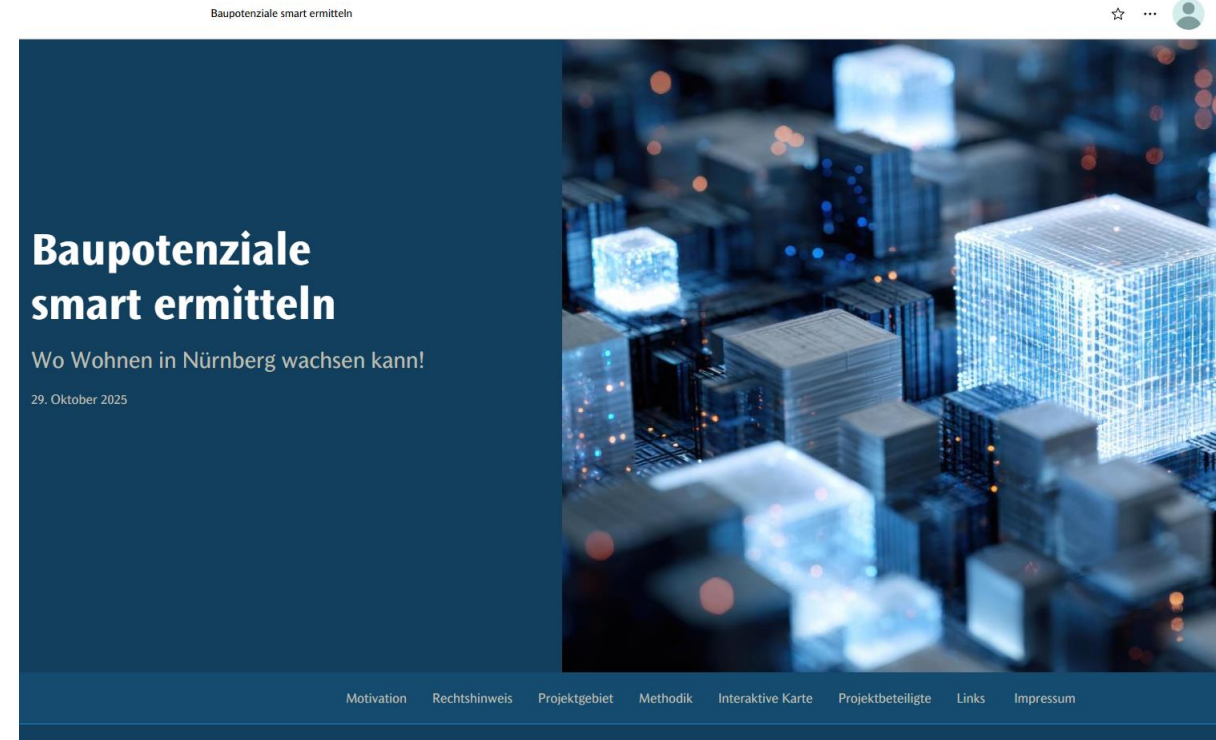 Baupotenziale smart ermitteln
Baupotenziale
smart ermitteln
Wo Wohnen in Nürnberg wachsen kann!
29. Oktober 2025
Motivation Rechtshinweis Projektgebiet Methodik Interaktive Karte Projektbeteiligte Links Impressum